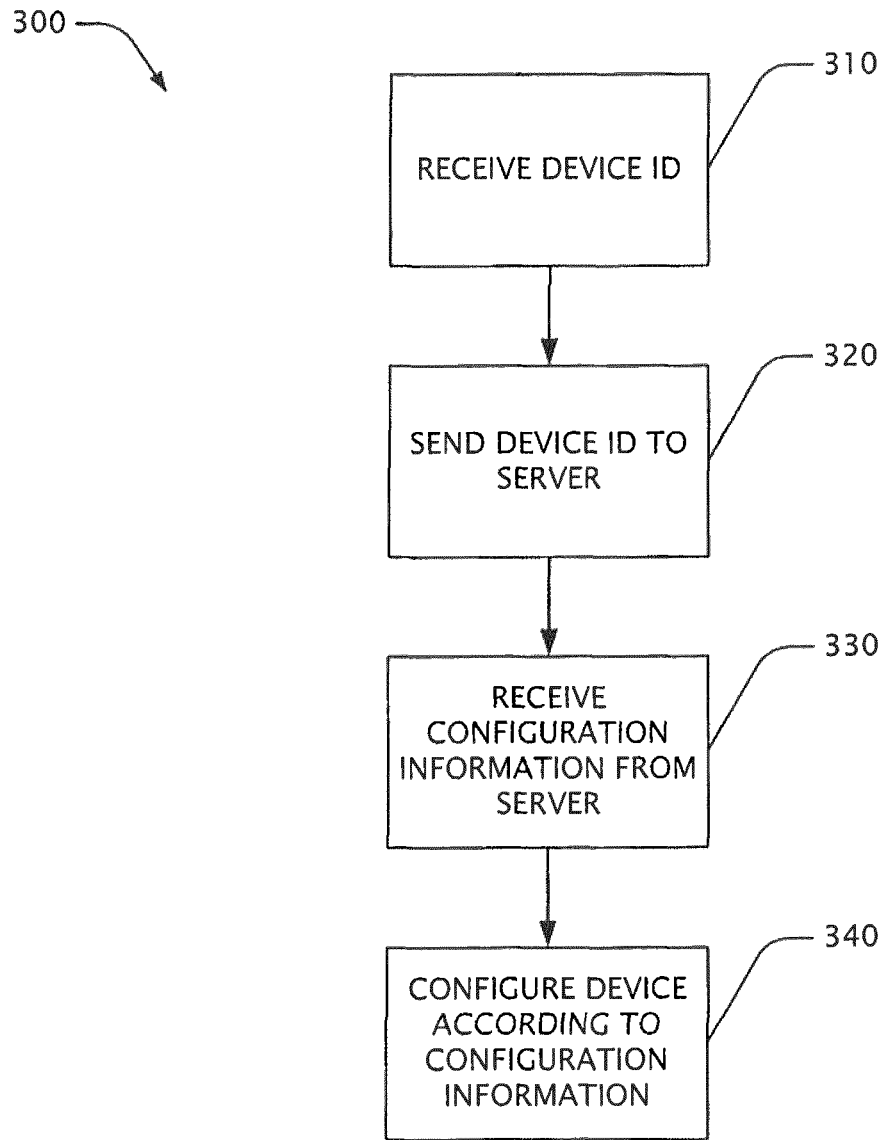 300
310
RECEIVE DEVICE ID
320
SEND DEVICE ID TO
SERVER
330
RECEIVE
CONFIGURATION
INFORMATION FROM
SERVER
340
CONFIGURE DEVICE
ACCORDING TO
CONFIGURATION
INFORMATION